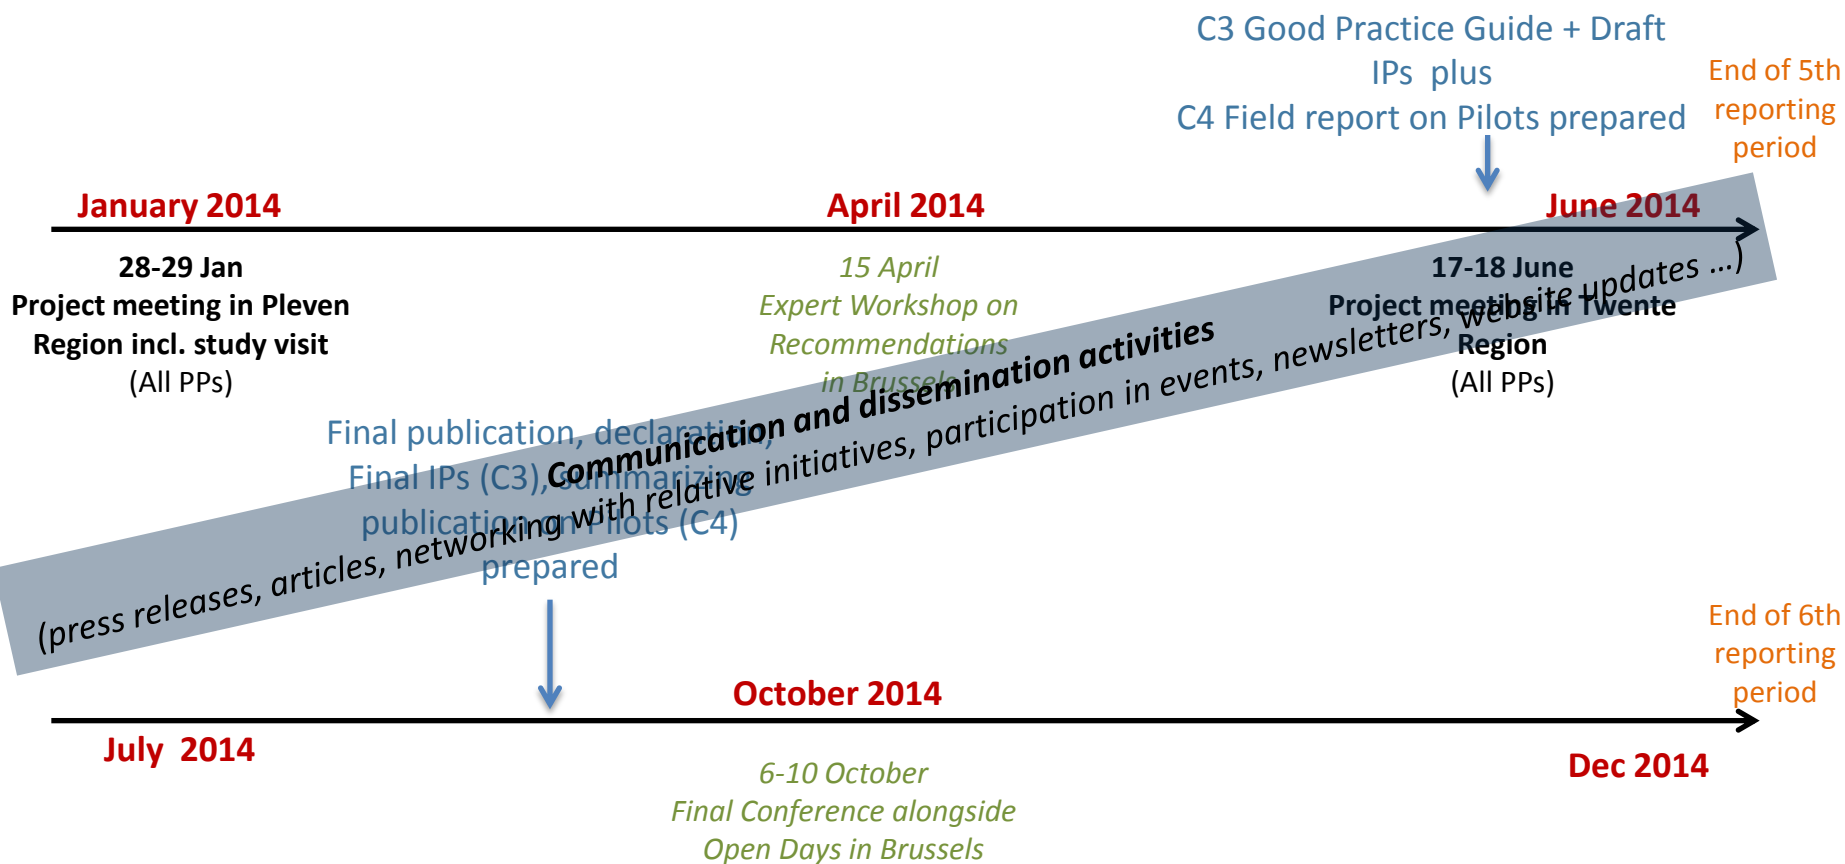 C3 Good Practice Guide + Draft
IPs plus
C4 Field report on Pilots prepared
End of 5th
reporting
period
January 2014
April 2014
June 2014
28-29 Jan
Project meeting in Pleven
Region incl. study visit
(All PPs)
15 April
Expert Workshop on
Recommendations
in Brussels
17-18 June
Project meeting in Twente
Region
(All PPs)
Communication and dissemination activities
(press releases, articles, networking with relative initiatives, participation in events, newsletters, website updates ...)
Final publication, declaration,
Final IPs (C3), summarizing
publication on Pilots (C4)
prepared
End of 6th
reporting
period
October 2014
July 2014
Dec 2014
6-10 October
Final Conference alongside
Open Days in Brussels